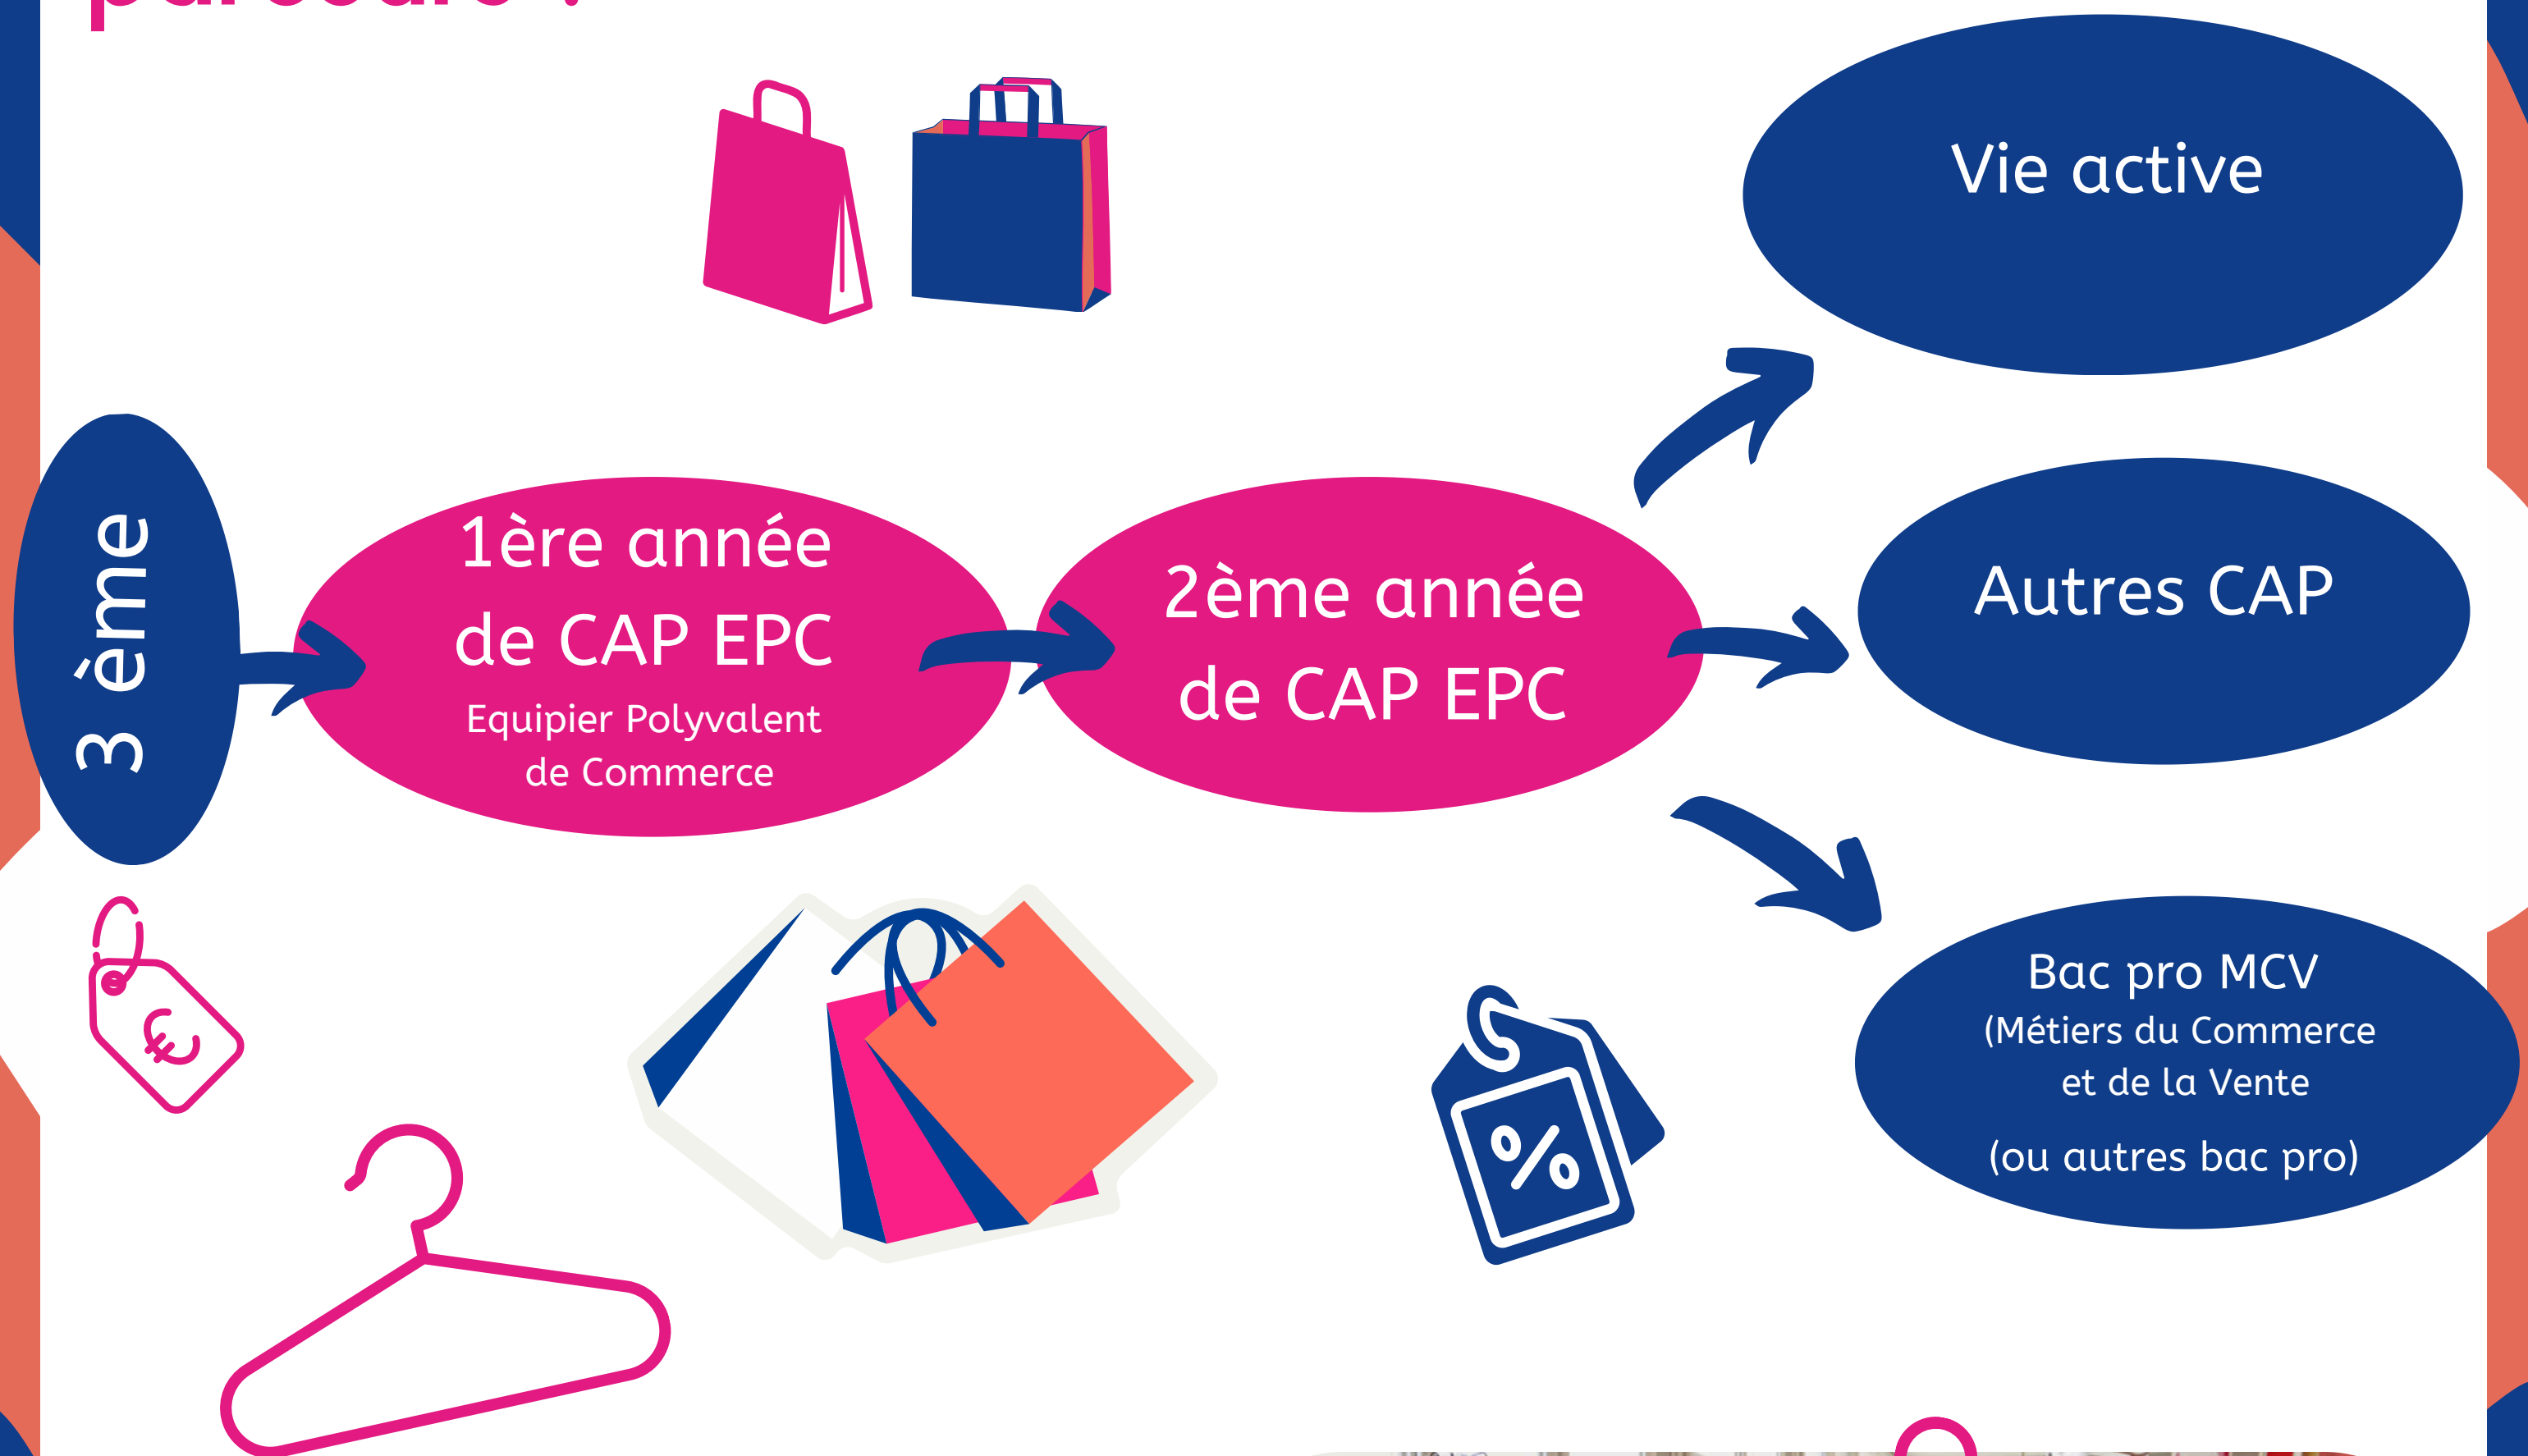 3 ème
1ère année
de CAP EPC
Equipier Polyvalent
de Commerce
2ème année
de CAP EPC
Vie active
Autres CAP
Bac pro MCV
(Métiers du Commerce
et de la Vente
(ou autres bac pro)
€
%